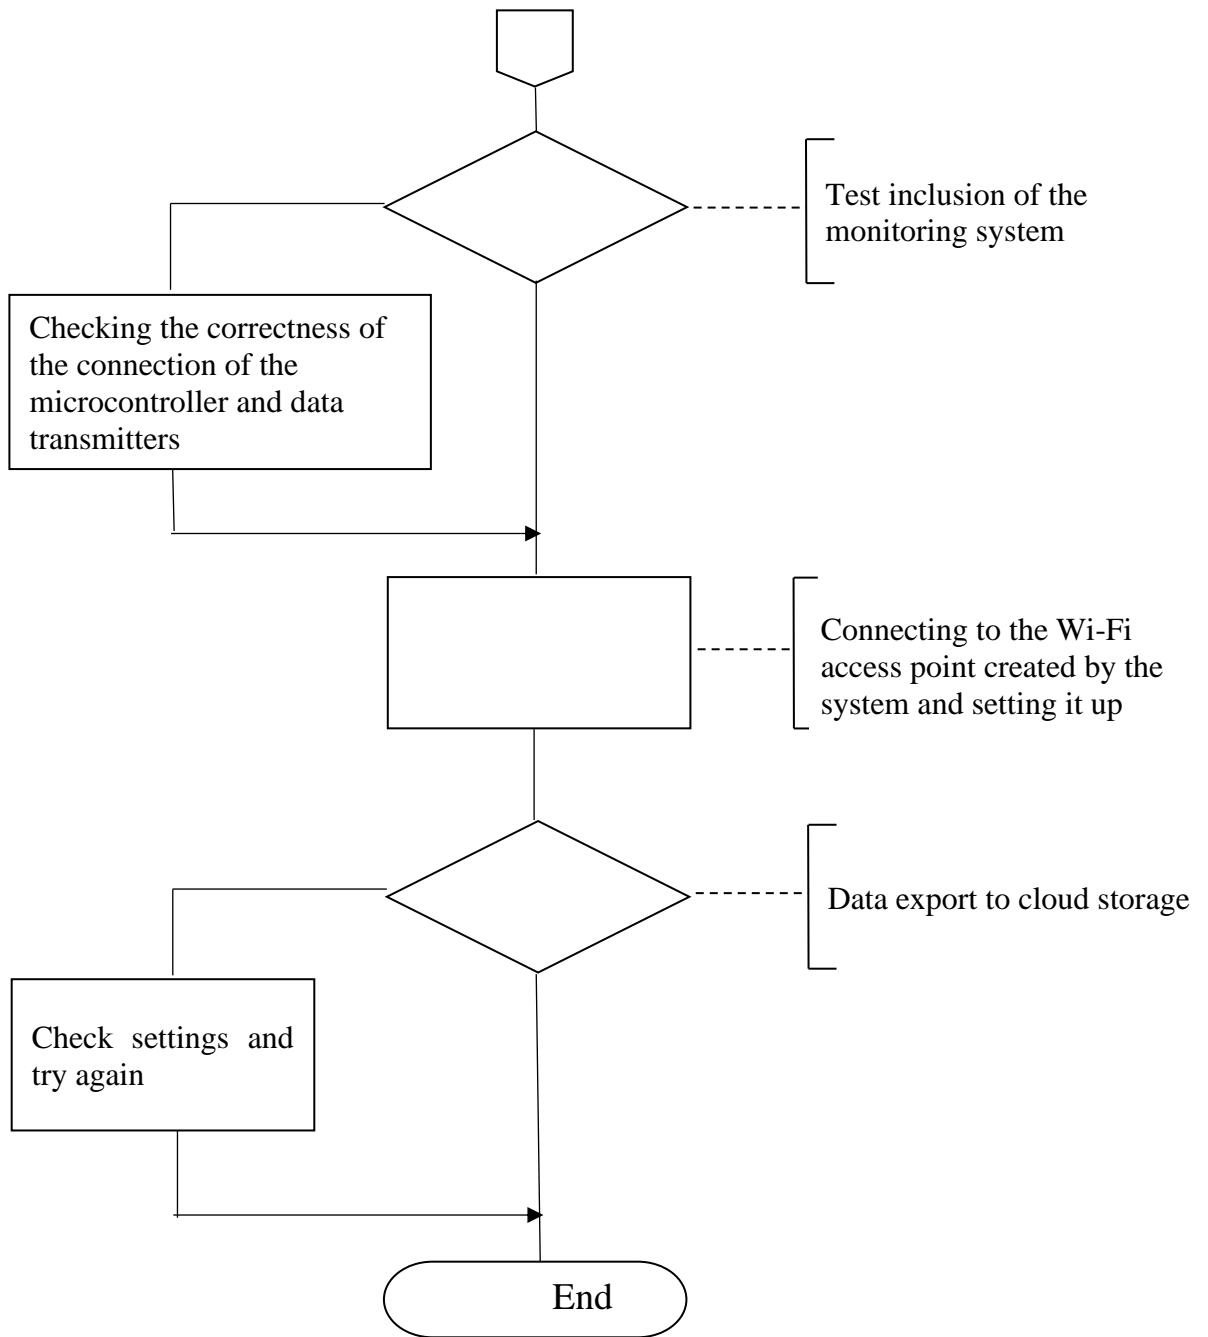 Test inclusion of the
monitoring system
Checking the correctness of
the connection of the
microcontroller and data
transmitters
Connecting to the Wi-Fi
access point created by the
system and setting it up
Data export to cloud storage
Check settings and
try again
End